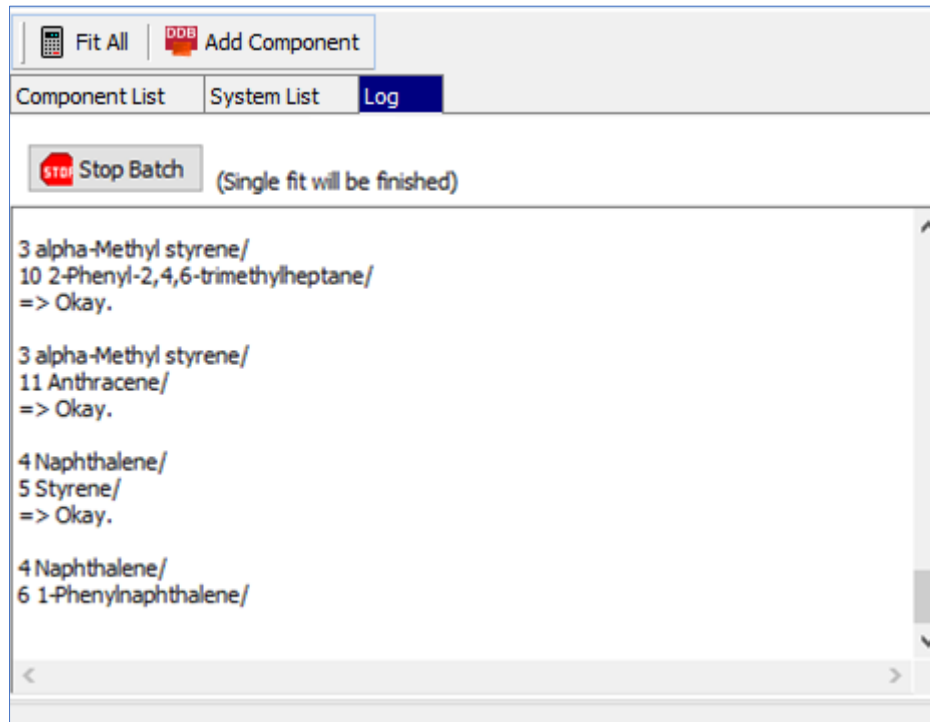 Fit All
DDB
Add Component
Component List
System List
Log
STOP
Stop Batch
(Single fit will be finished)
3 alpha-Methyl styrene/
10 2-Phenyl-2,4,6-trimethylheptane/
=> Okay.
3 alpha-Methyl styrene/
11 Anthracene/
=> Okay.
4 Naphthalene/
5 Styrene/
=> Okay.
4 Naphthalene/
6 1-Phenylnaphthalene/